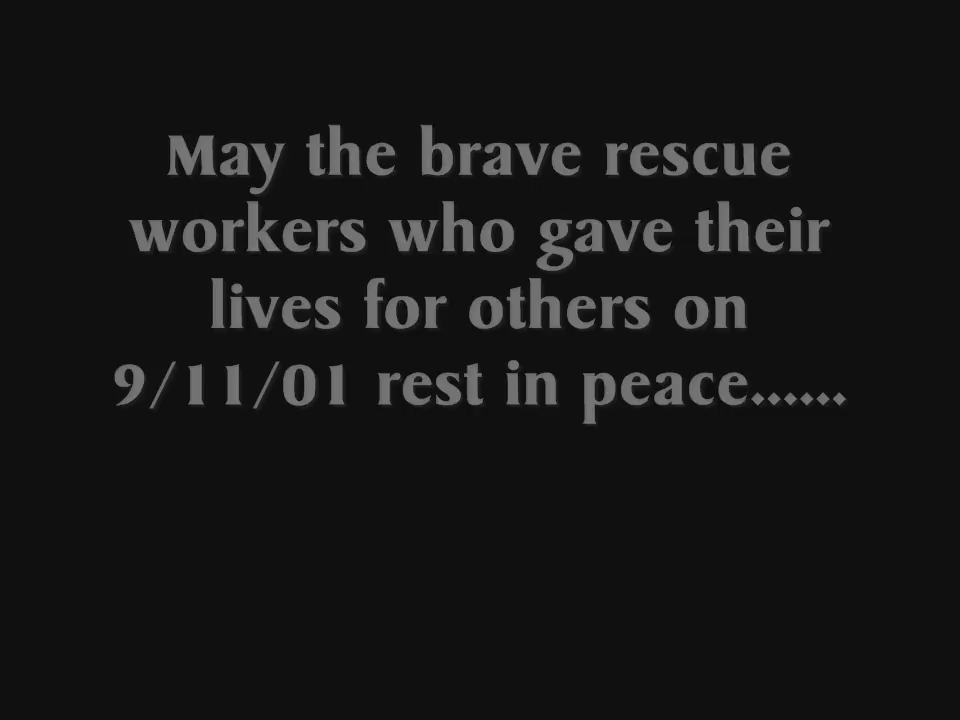 May the brave rescue
workers who gave their
lives for others on
9/11/01 rest in peace......